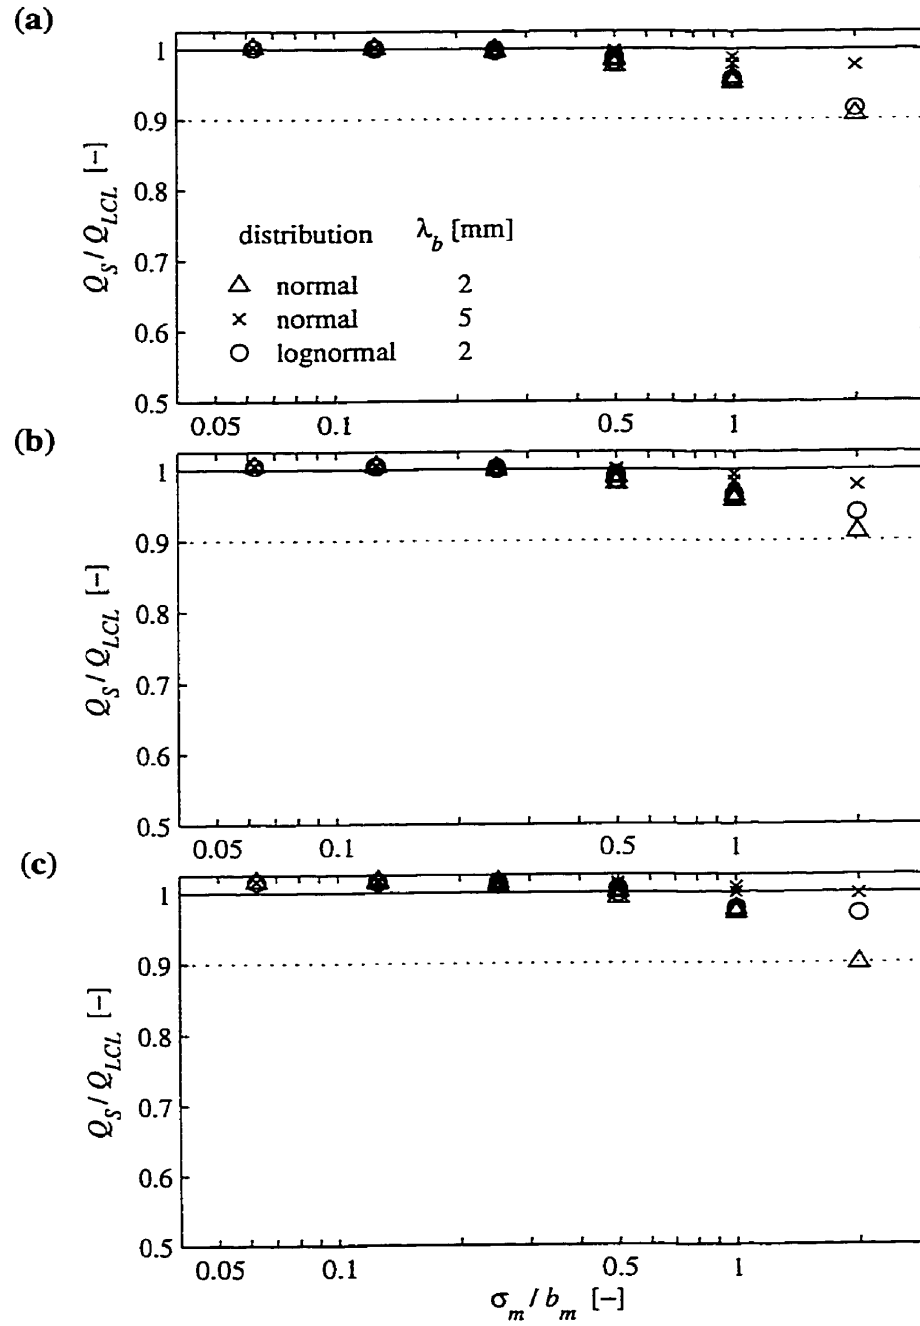 (a)
1
0.9
0.8
0.7
0.6
0.5
Q_S / Q_LCL [–]
distribution λ_b [mm]
△ normal 2
× normal 5
○ lognormal 2
0.05 0.1 0.5 1
(b)
1
0.9
0.8
0.7
0.6
0.5
Q_S / Q_LCL [–]
0.05 0.1 0.5 1
(c)
1
0.9
0.8
0.7
0.6
0.5
Q_S / Q_LCL [–]
0.05 0.1 0.5 1
σ_m / b_m [–]